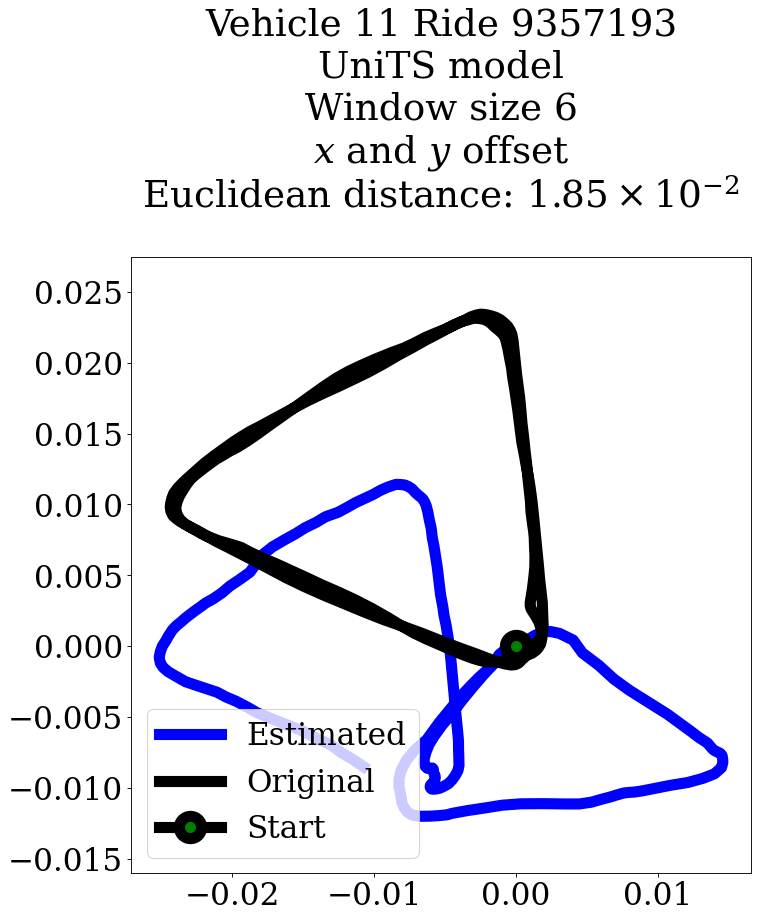 Vehicle 11 Ride 9357193
UniTS model
Window size 6
x and y offset
Euclidean distance: 1.85 × 10⁻²
0.025
0.020
0.015
0.010
0.005
0.000
−0.005
−0.010
−0.015
Estimated
Original
Start
−0.02 −0.01 0.00 0.01